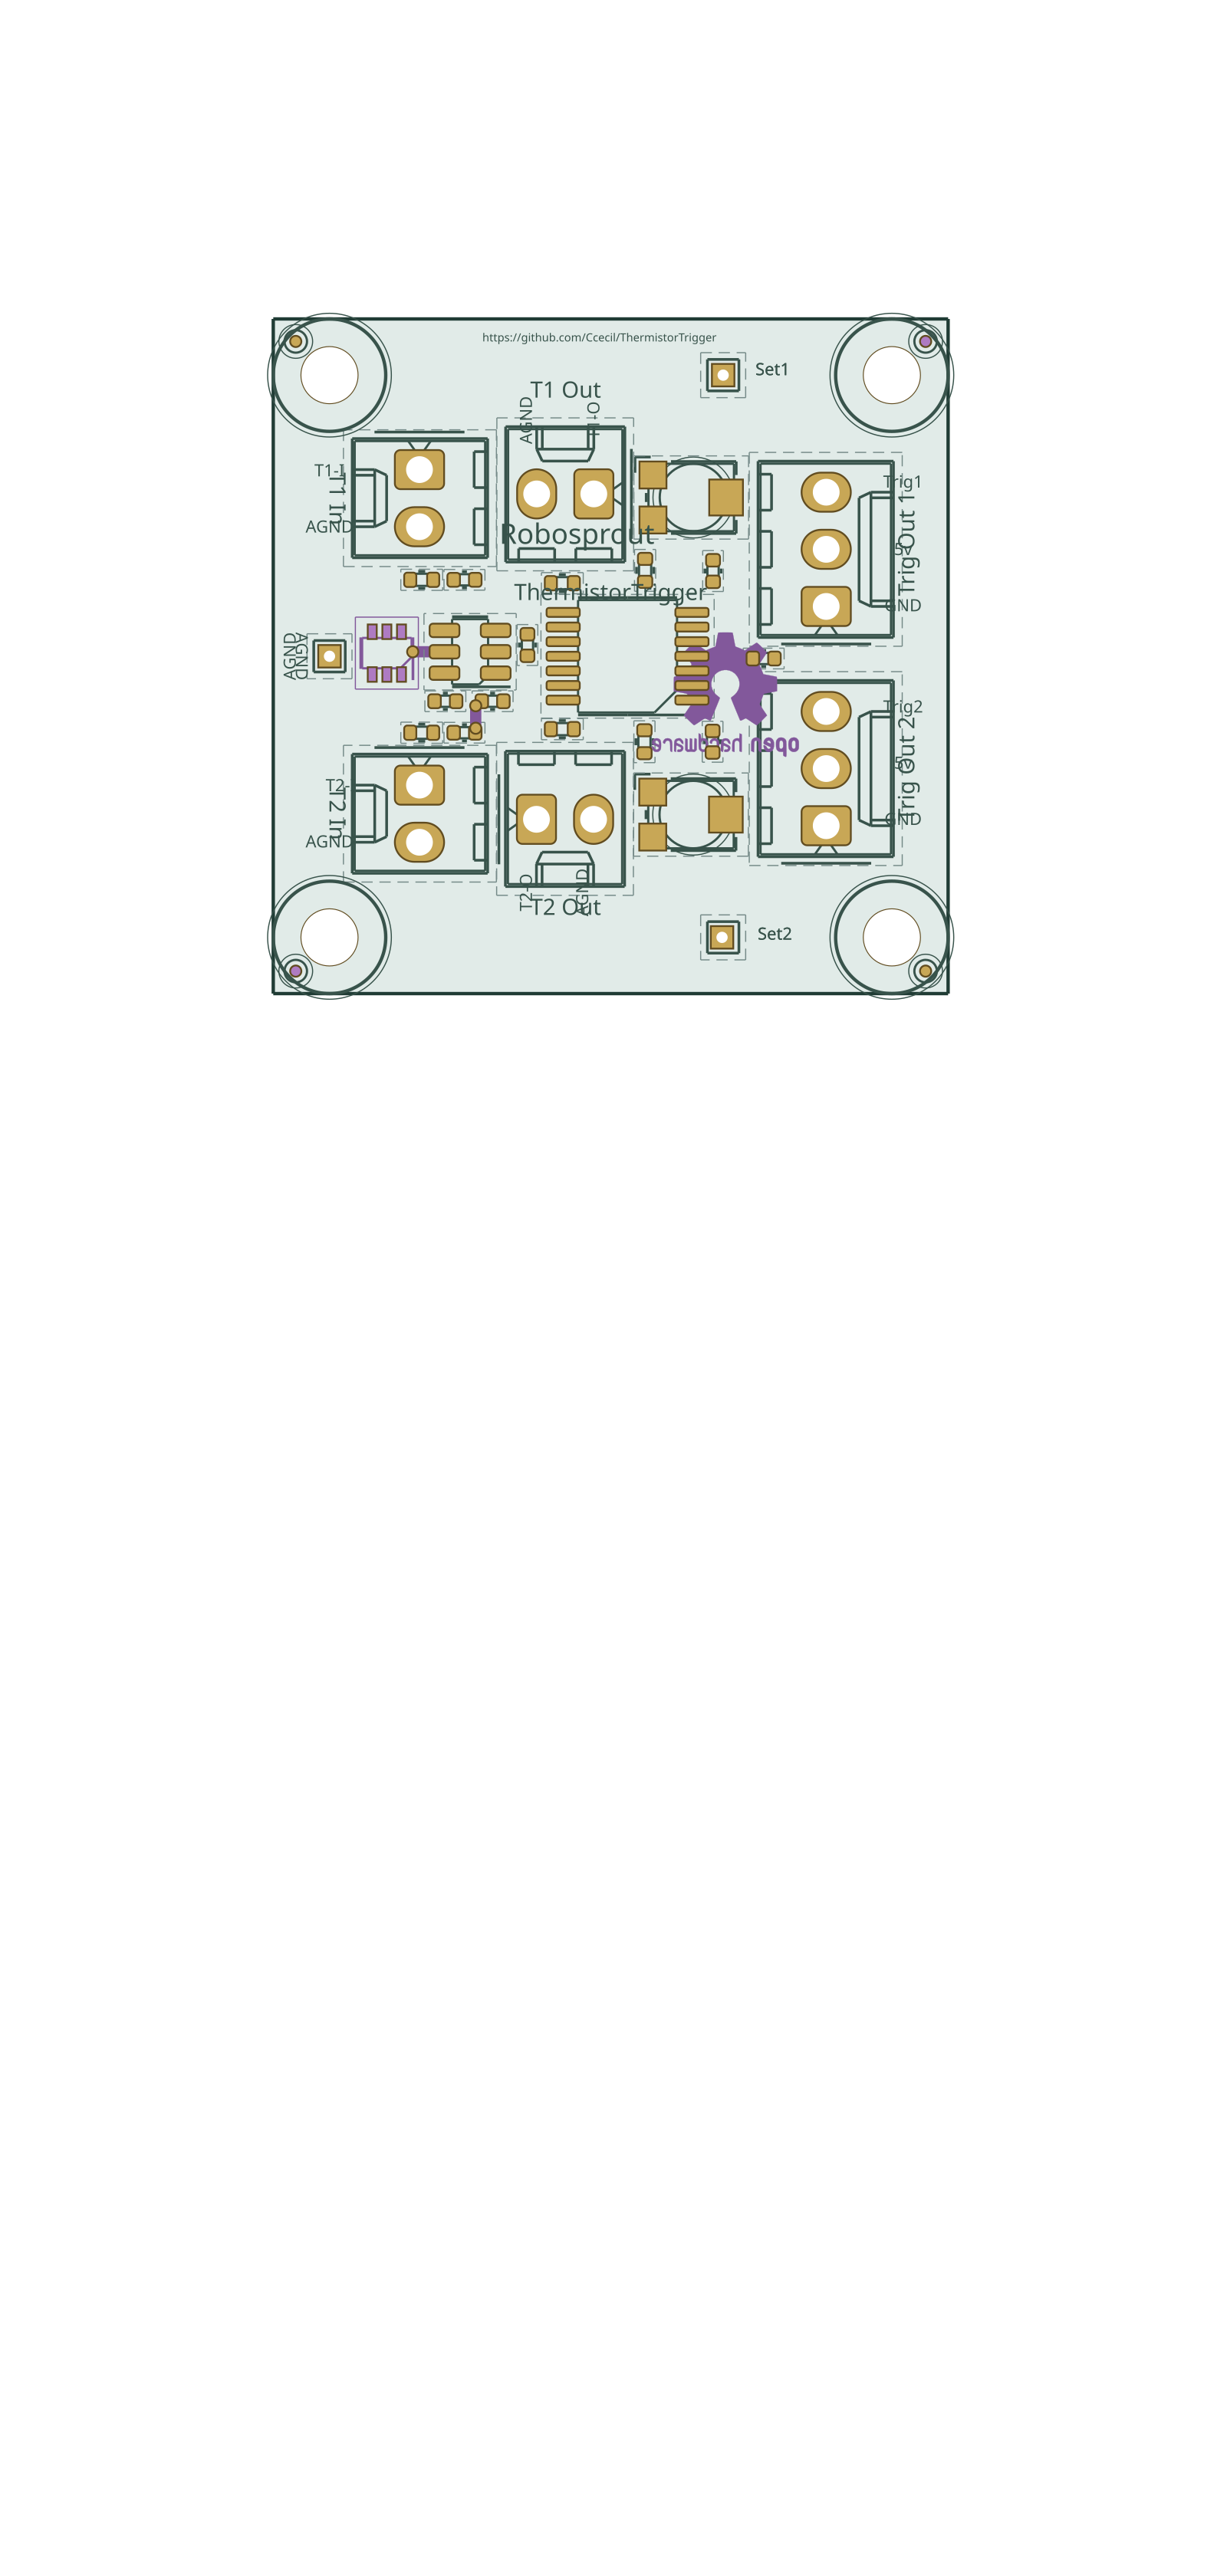 https://github.com/Ccecil/ThermistorTrigger
Set1
T1 Out
AGND
T1-I
T1 In
AGND
Trig1
5v
Trig Out 1
GND
Robosprout
ThermistorTrigger
AGND
AGND
open hardware
Trig2
5v
Trig Out 2
GND
T2 In
AGND
T2-O
AGND
T2 Out
Set2